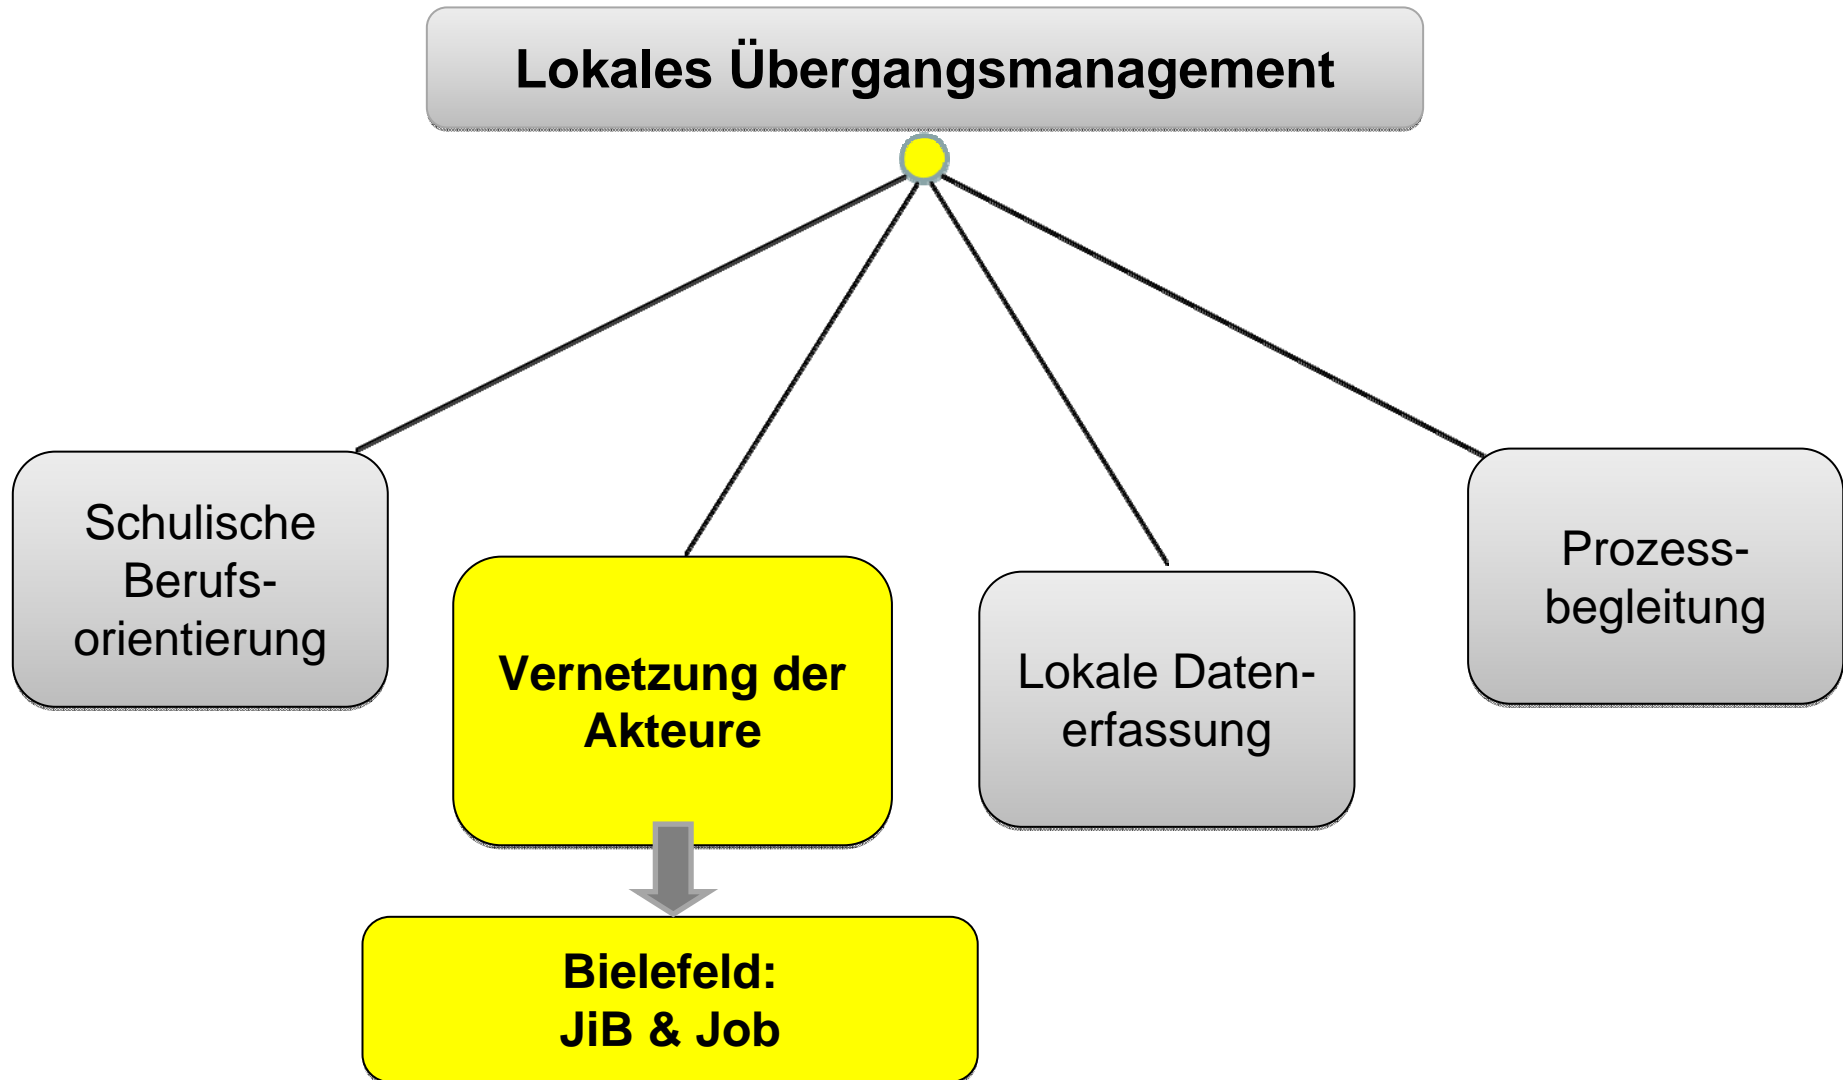 Lokales Übergangsmanagement
Schulische
Berufs-
orientierung
Vernetzung der
Akteure
Lokale Daten-
erfassung
Prozess-
begleitung
Bielefeld:
JiB & Job